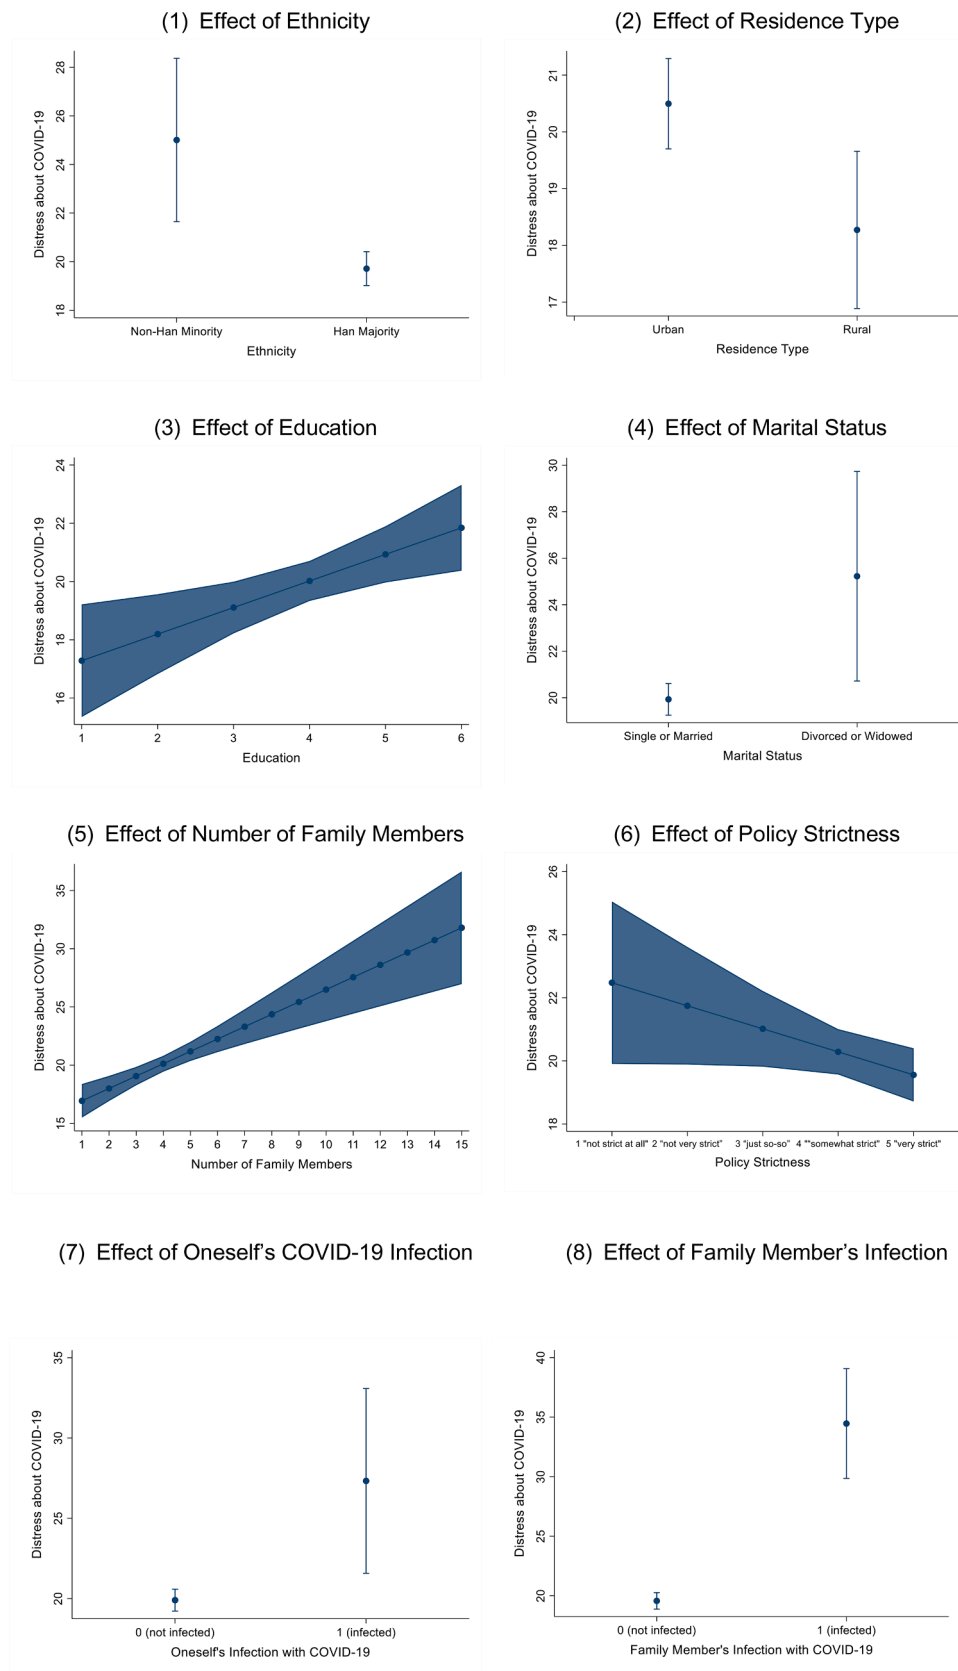 (1) Effect of Ethnicity
Distress about COVID-19
28
26
24
22
20
18
Non-Han Minority Han Majority
Ethnicity
(2) Effect of Residence Type
Distress about COVID-19
21
20
19
18
17
Urban Rural
Residence Type
(3) Effect of Education
Distress about COVID-19
24
22
20
18
16
1 2 3 4 5 6
Education
(4) Effect of Marital Status
Distress about COVID-19
30
28
26
24
22
20
Single or Married Divorced or Widowed
Marital Status
(5) Effect of Number of Family Members
Distress about COVID-19
35
30
25
20
15
1 2 3 4 5 6 7 8 9 10 11 12 13 14 15
Number of Family Members
(6) Effect of Policy Strictness
Distress about COVID-19
26
24
22
20
18
1 "not strict at all" 2 "not very strict" 3 "just so-so" 4 ""somewhat strict" 5 "very strict"
Policy Strictness
(7) Effect of Oneself’s COVID-19 Infection
Distress about COVID-19
35
30
25
20
0 (not infected) 1 (infected)
Oneself's Infection with COVID-19
(8) Effect of Family Member’s Infection
Distress about COVID-19
40
35
30
25
20
0 (not infected) 1 (infected)
Family Member's Infection with COVID-19